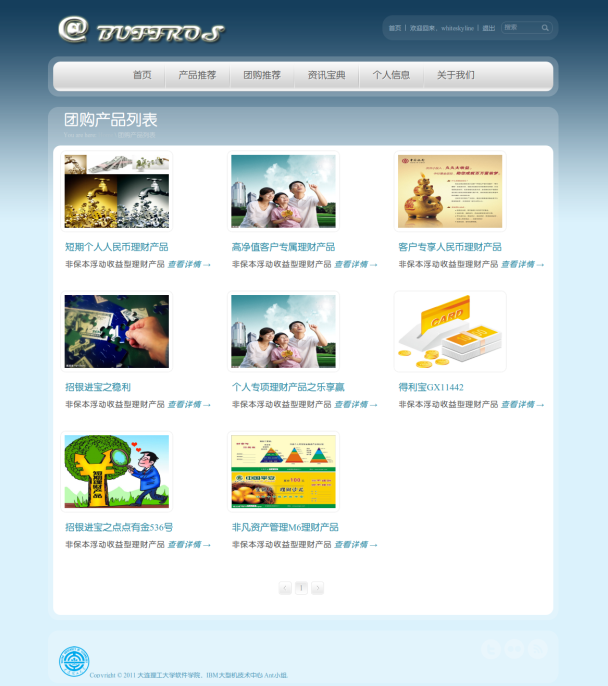 @ BUFFROS
首页 | 欢迎回来，whiteskyline | 退出 搜索
首页 产品推荐 团购推荐 资讯宝典 个人信息 关于我们
团购产品列表
团购产品列表
短期个人人民币理财产品
非保本浮动收益型理财产品 查看详情 →
高净值客户专属理财产品
非保本浮动收益型理财产品 查看详情 →
客户专享人民币理财产品
非保本浮动收益型理财产品 查看详情 →
招银进宝之稳利
非保本浮动收益型理财产品 查看详情 →
个人专项理财产品之乐享赢
非保本浮动收益型理财产品 查看详情 →
CARD
得利宝GX11442
非保本浮动收益型理财产品 查看详情 →
招银进宝之点点有金536号
非保本浮动收益型理财产品 查看详情 →
中国平安
非凡资产管理M6理财产品
非保本浮动收益型理财产品 查看详情 →
1
Copyright © 2011 大连理工大学软件学院、IBM大型机技术中心 Ant小组.